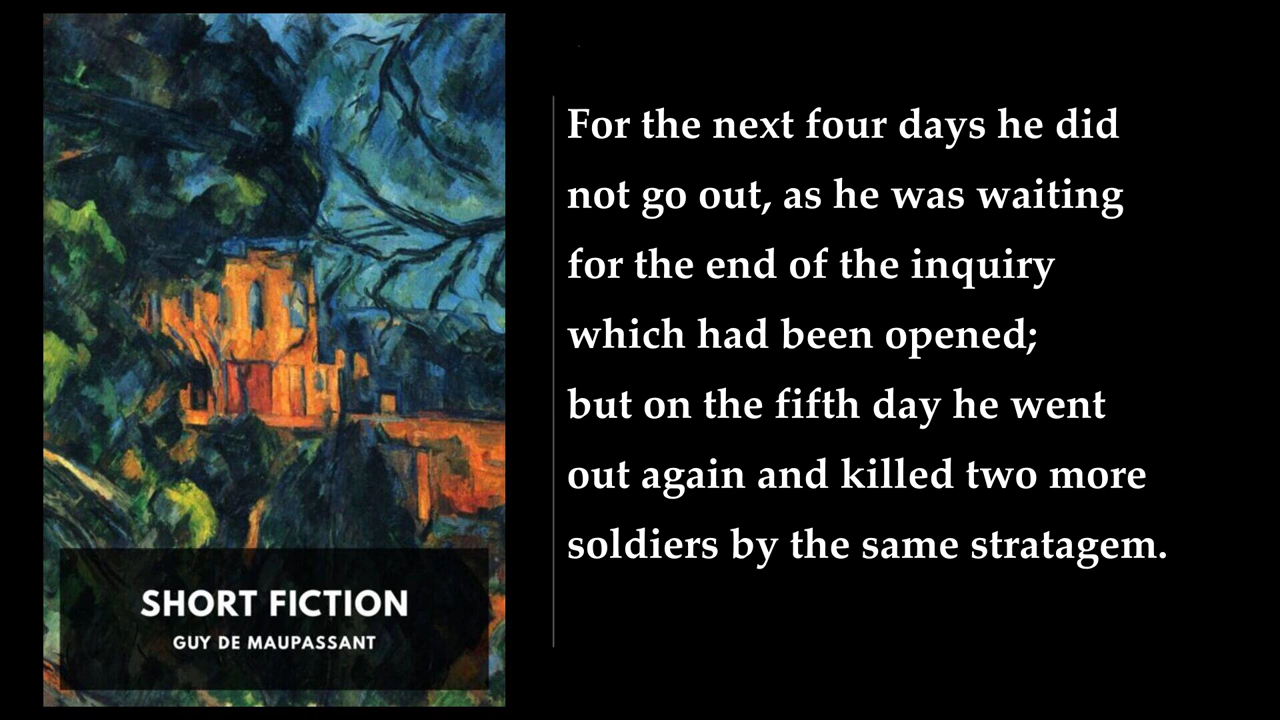 SHORT FICTION
GUY DE MAUPASSANT
For the next four days he did
not go out, as he was waiting
for the end of the inquiry
which had been opened;
but on the fifth day he went
out again and killed two more
soldiers by the same stratagem.